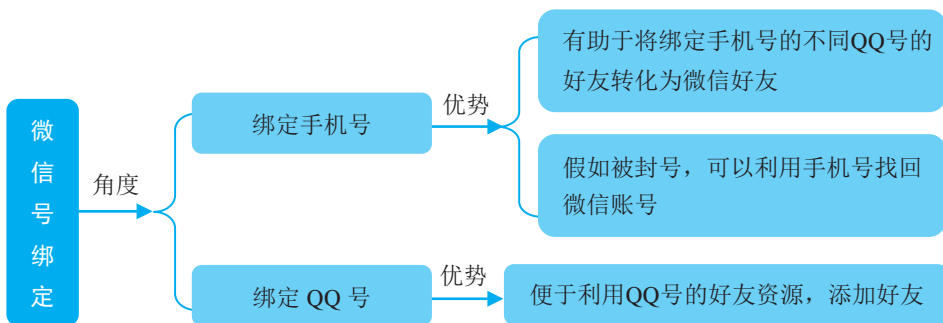 微信号绑定
角度
绑定手机号
优势
有助于将绑定手机号的不同QQ号的
好友转化为微信好友
假如被封号，可以利用手机号找回
微信账号
绑定 QQ 号
优势
便于利用QQ号的好友资源，添加好友